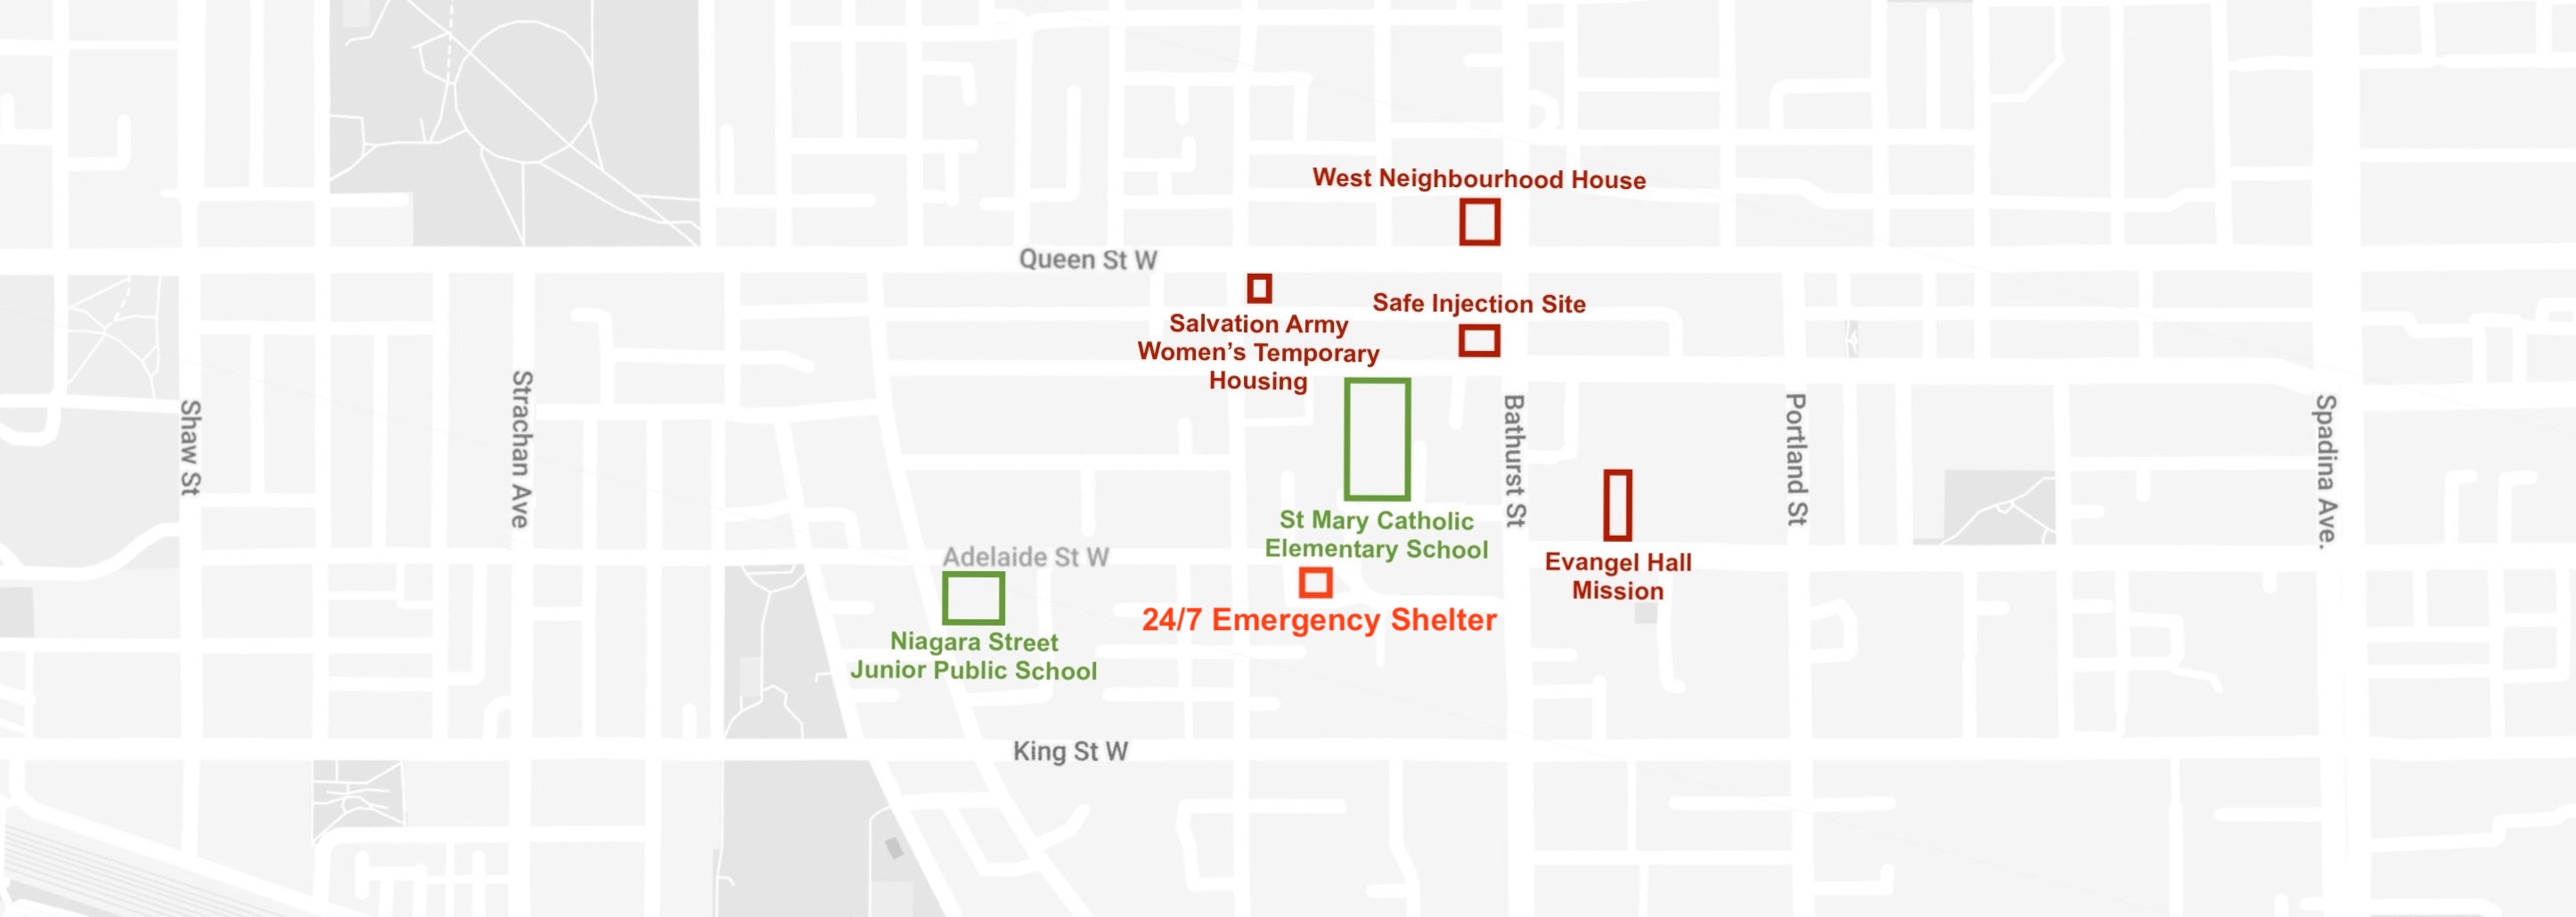 West Neighbourhood House
Queen St W
Safe Injection Site
Salvation Army
Women's Temporary
Housing
Shaw St
Strachan Ave
Bathurst St
Portland St
Spadina Ave.
St Mary Catholic
Elementary School
Adelaide St W
Evangel Hall
Mission
24/7 Emergency Shelter
Niagara Street
Junior Public School
King St W